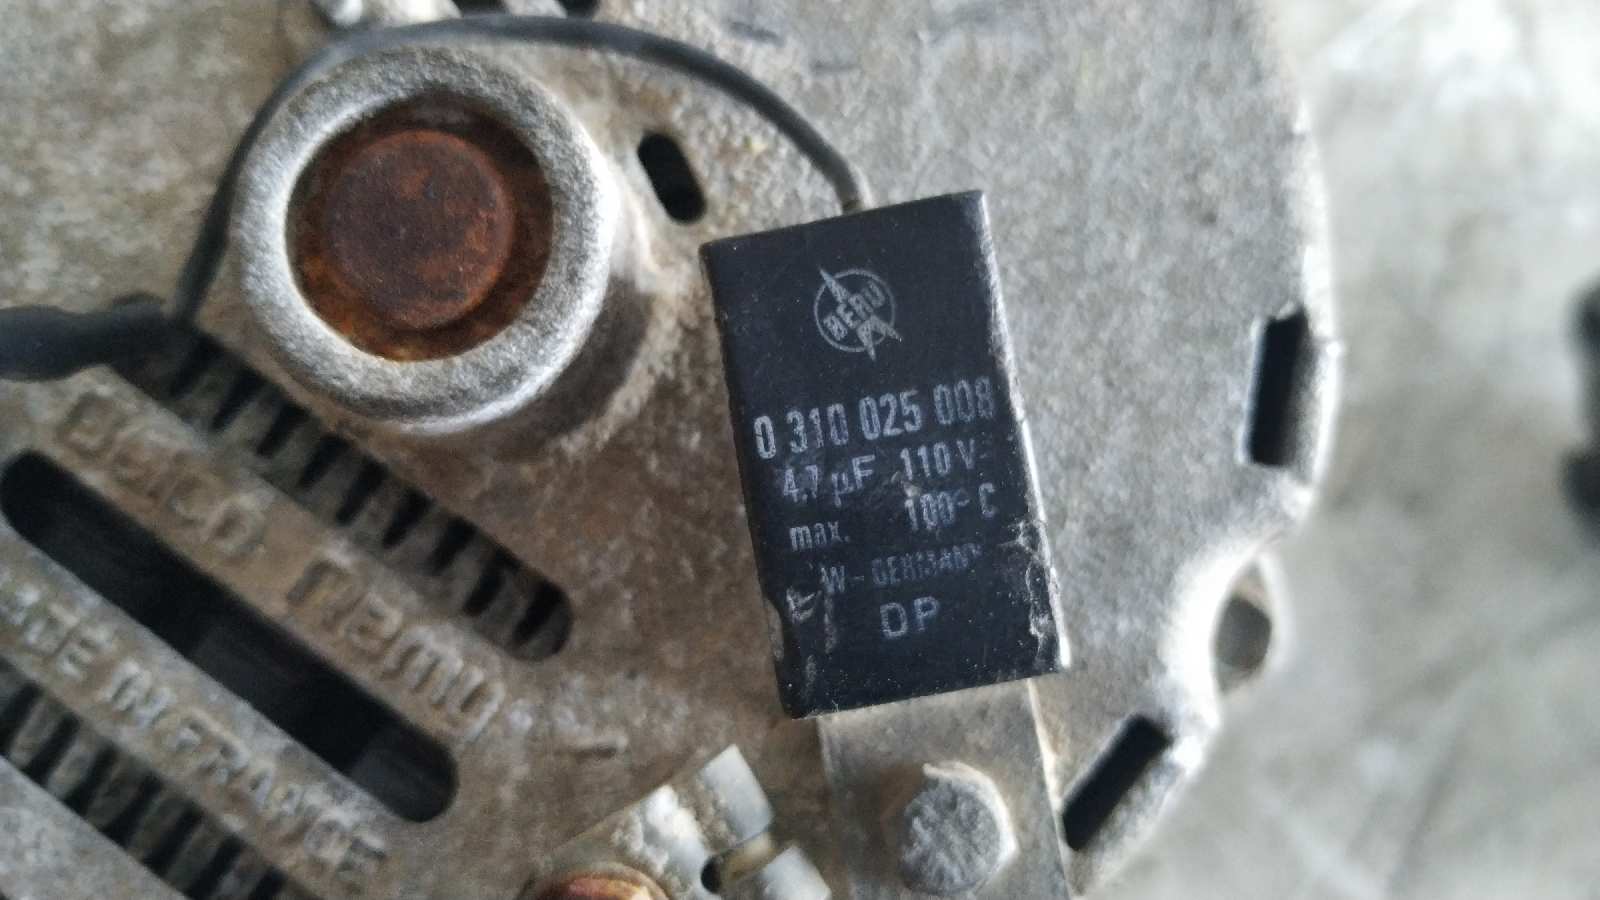 BERU
0 310 025 008
4.7 µF 110 V=
max. 100° C
W-GERMANY
DP
Delco Remy
MADE IN FRANCE